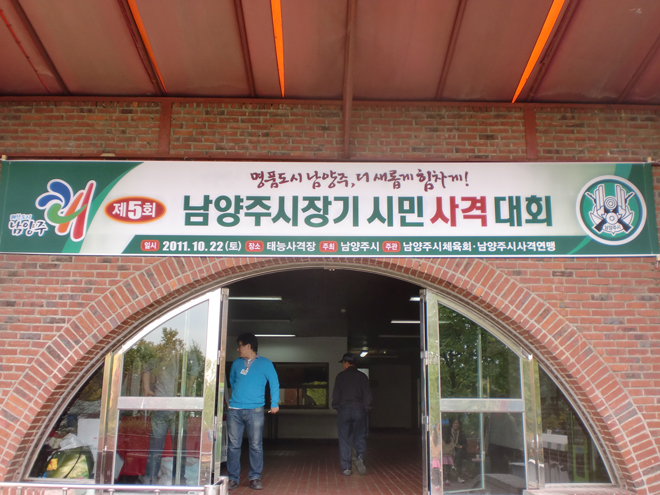 명품도시 남양주, 더 새롭게 힘차게!
남양주
제5회 남양주시장기 시민 사격 대회
일시 2011. 10. 22 (토) 장소 태능사격장 주최 남양주시 주관 남양주시체육회·남양주시사격연맹